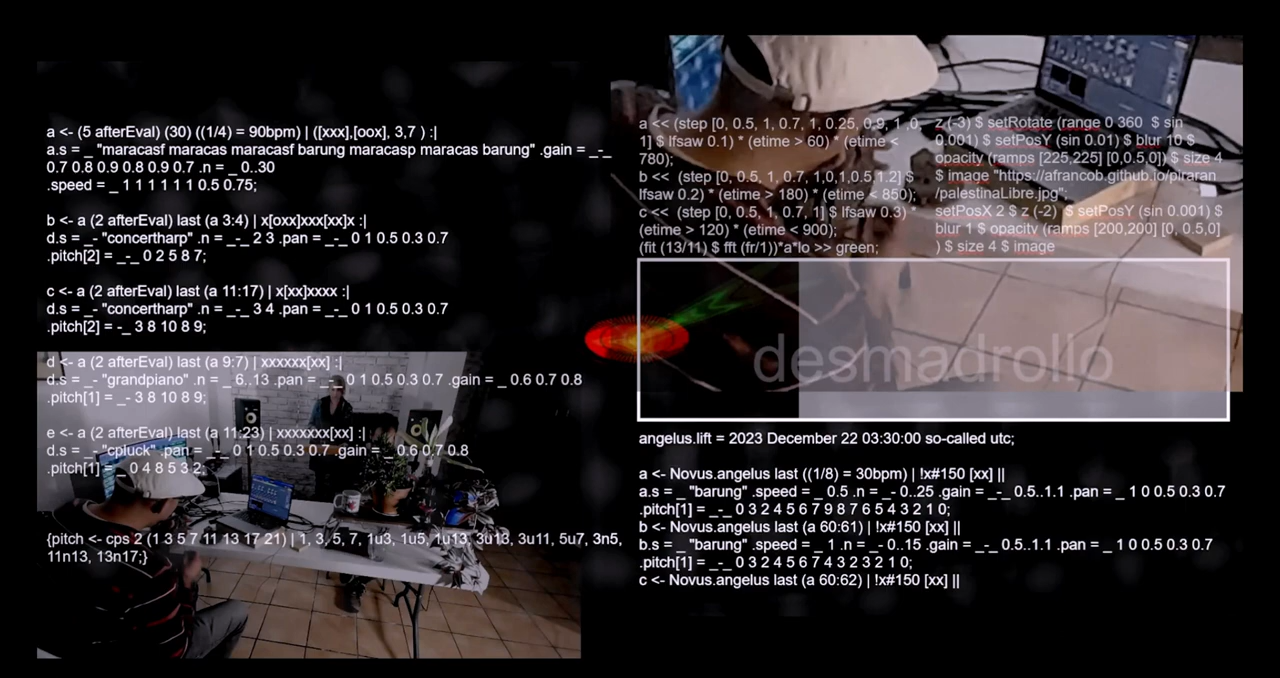 a <- (5 afterEval) (30) ((1/4) = 90bpm) | ([xxx],[oox], 3,7 ) :|
a.s = _ "maracasf maracas maracasf barung maracasp maracas barung" .gain = _-_
0.7 0.8 0.9 0.8 0.9 0.7 .n = _ 0..30
.speed = _ 1 1 1 1 1 1 0.5 0.75;
b <- a (2 afterEval) last (a 3:4) | x[oxx]xxx[xx]x :|
d.s = _- "concertharp" .n = _-_ 2 3 .pan = _-_ 0 1 0.5 0.3 0.7
.pitch[2] = _-_ 0 2 5 8 7;
c <- a (2 afterEval) last (a 11:17) | x[xx]xxxx :|
d.s = _- "concertharp" .n = _-_ 3 4 .pan = _-_ 0 1 0.5 0.3 0.7
.pitch[2] = -_ 3 8 10 8 9;
d <- a (2 afterEval) last (a 9:7) | xxxxxx[xx] :|
d.s = _- "grandpiano" .n = _ 6..13 .pan = _-_ 0 1 0.5 0.3 0.7 .gain = _ 0.6 0.7 0.8
.pitch[1] = _- 3 8 10 8 9;
e <- a (2 afterEval) last (a 11:23) | xxxxxxx[xx] :|
d.s = _- "cpluck" .pan = _-_ 0 1 0.5 0.3 0.7 .gain = _ 0.6 0.7 0.8
.pitch[1] = _ 0 4 8 5 3 2;
{pitch <- cps 2 (1 3 5 7 11 13 17 21) | 1, 3, 5, 7, 1u3, 1u5, 1u13, 3u13, 3u11, 5u7, 3n5,
11n13, 13n17;}
a << (step [0, 0.5, 1, 0.7, 1, 0.25, 0.9, 1 ,0,
1] $ lfsaw 0.1) * (etime > 60) * (etime <
780);
b << (step [0, 0.5, 1, 0.7, 1,0,1,0.5,1.2] $
lfsaw 0.2) * (etime > 180) * (etime < 850);
c << (step [0, 0.5, 1, 0.7, 1] $ lfsaw 0.3) *
(etime > 120) * (etime < 900);
(fit (13/11) $ fft (fr/1))*a*lo >> green;
z (-3) $ setRotate (range 0 360 $ sin
0.001) $ setPosY (sin 0.01) $ blur 10 $
opacity (ramps [225,225] [0,0.5,0]) $ size 4
$ image "https://afrancob.github.io/piraran
/palestinaLibre.jpg";
setPosX 2 $ z (-2) $ setPosY (sin 0.001) $
blur 1 $ opacity (ramps [200,200] [0, 0.5,0]
) $ size 4 $ image
desmadrollo
angelus.lift = 2023 December 22 03:30:00 so-called utc;
a <- Novus.angelus last ((1/8) = 30bpm) | !x#150 [xx] ||
a.s = _ "barung" .speed = _ 0.5 .n = _- 0..25 .gain = _-_ 0.5..1.1 .pan = _ 1 0 0.5 0.3 0.7
.pitch[1] = _-_ 0 3 2 4 5 6 7 9 8 7 6 5 4 3 2 1 0;
b <- Novus.angelus last (a 60:61) | !x#150 [xx] ||
b.s = _ "barung" .speed = _ 1 .n = _- 0..15 .gain = _-_ 0.5..1.1 .pan = _ 1 0 0.5 0.3 0.7
.pitch[1] = _-_ 0 3 2 4 5 6 7 4 3 2 3 2 1 0;
c <- Novus.angelus last (a 60:62) | !x#150 [xx] ||